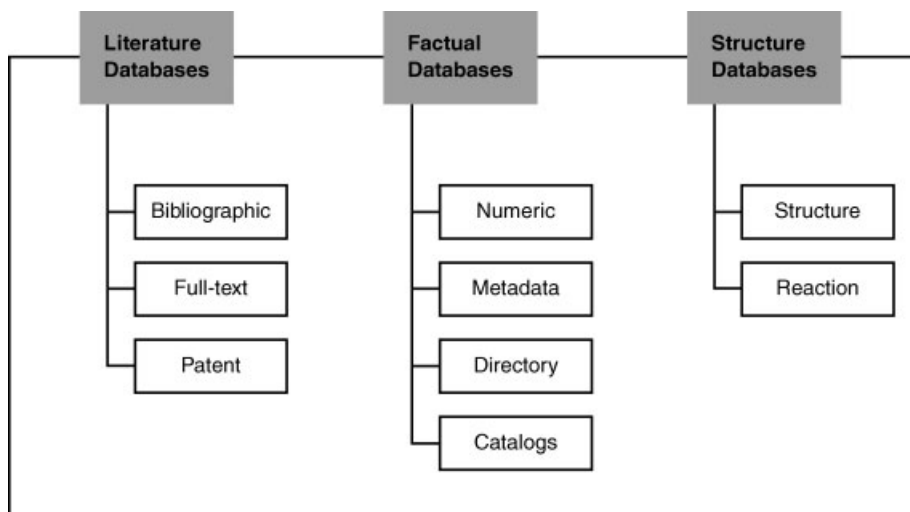 Literature
Databases
Factual
Databases
Structure
Databases
Bibliographic
Full-text
Patent
Numeric
Metadata
Directory
Catalogs
Structure
Reaction